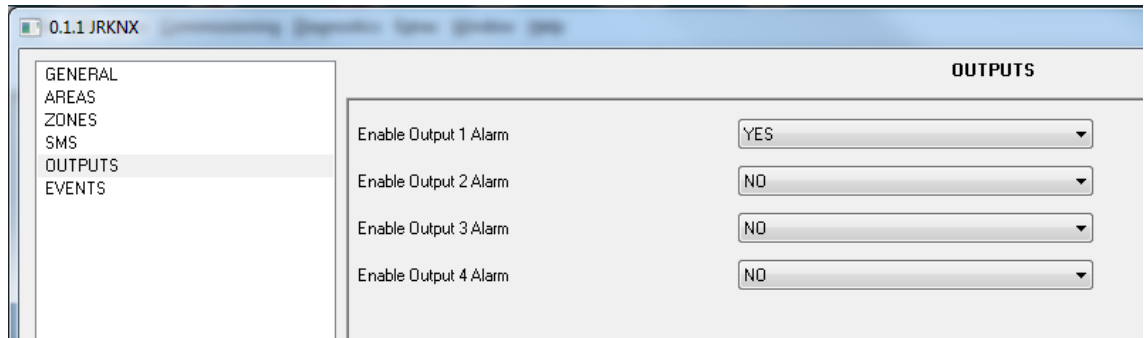 0.1.1 JRKNX
GENERAL
AREAS
ZONES
SMS
OUTPUTS
EVENTS
OUTPUTS
Enable Output 1 Alarm YES
Enable Output 2 Alarm NO
Enable Output 3 Alarm NO
Enable Output 4 Alarm NO